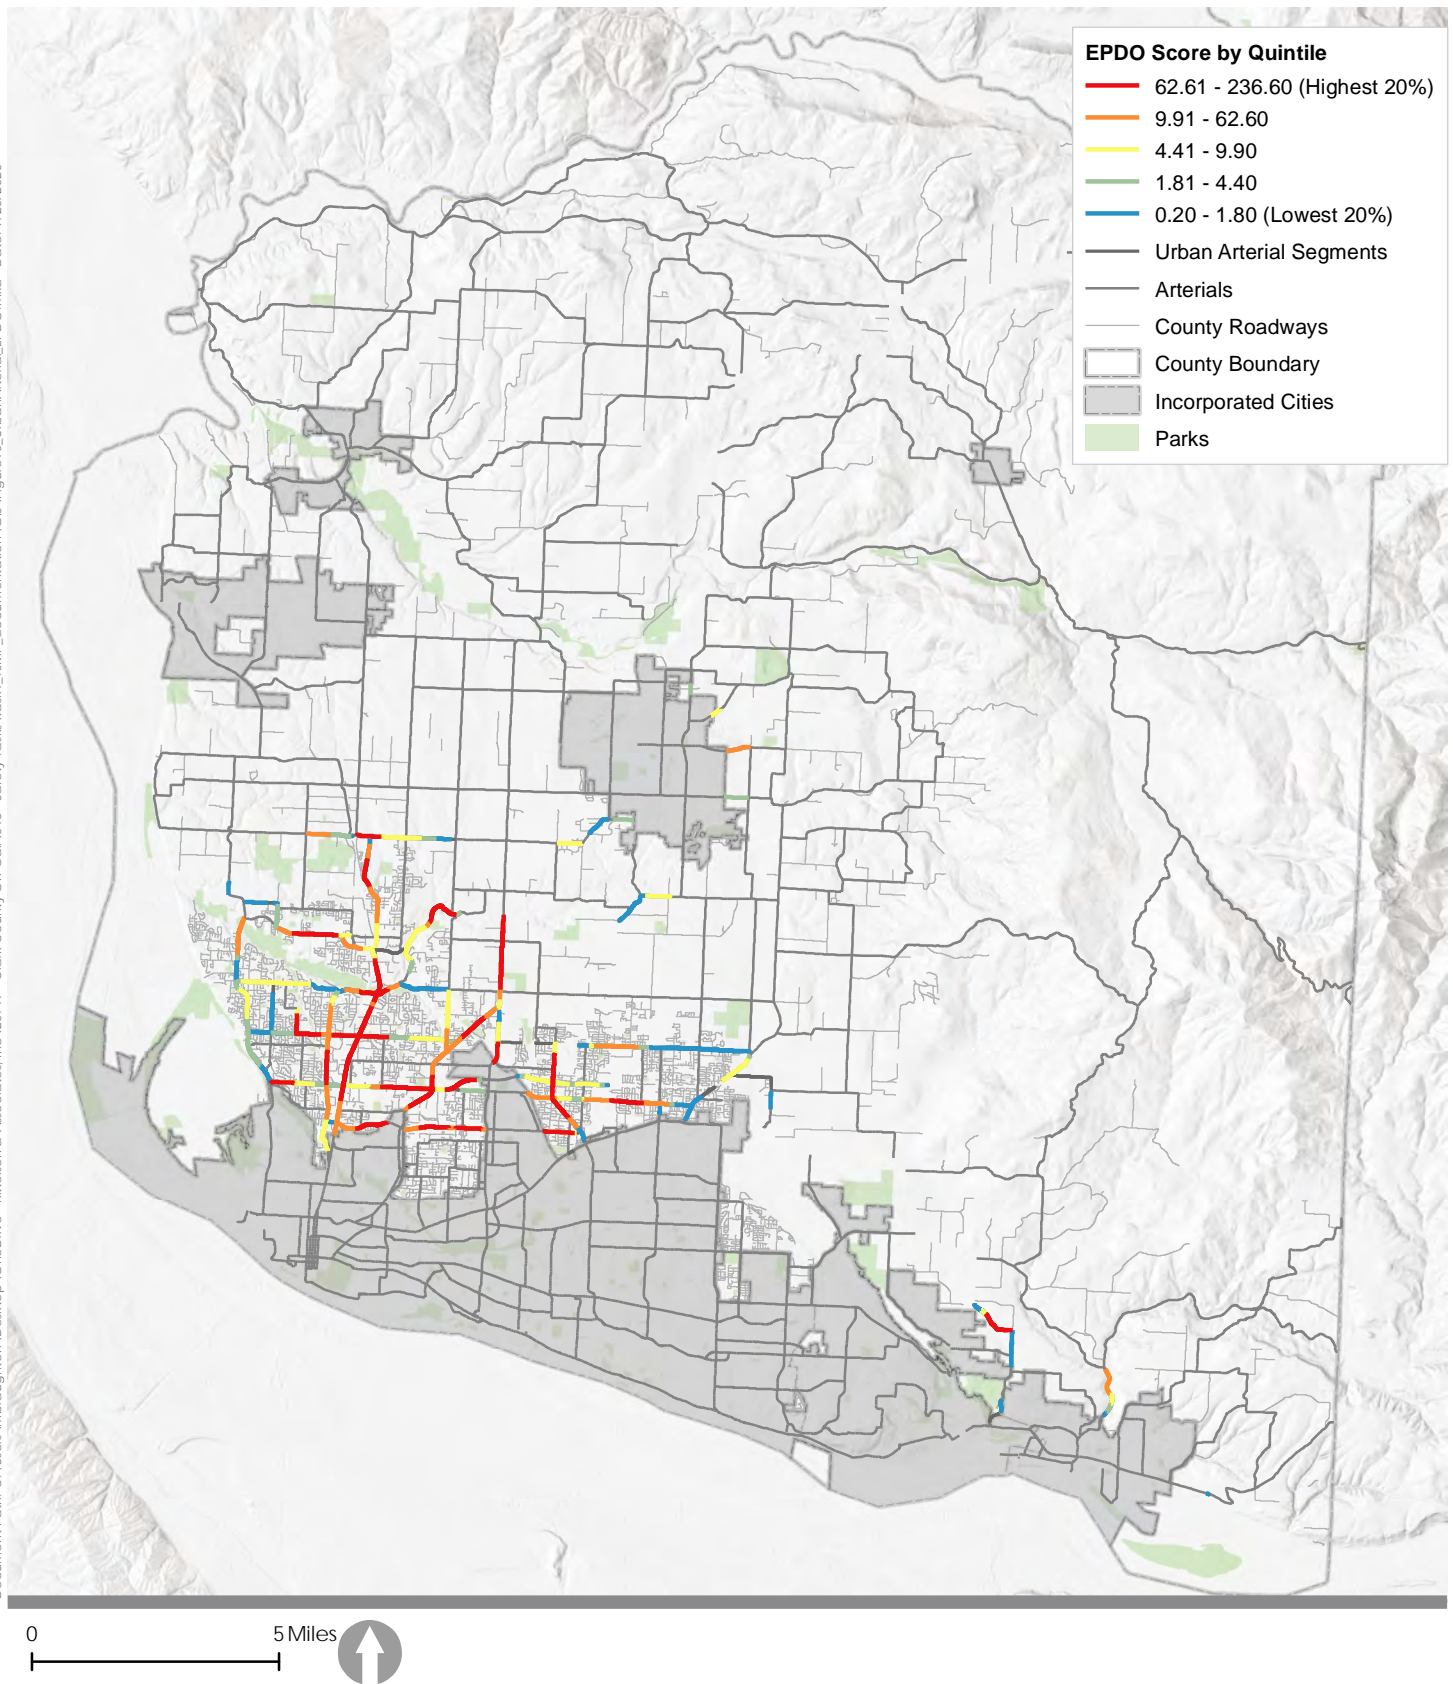 EPDO Score by Quintile
62.61 - 236.60 (Highest 20%)
9.91 - 62.60
4.41 - 9.90
1.81 - 4.40
0.20 - 1.80 (Lowest 20%)
Urban Arterial Segments
Arterials
County Roadways
County Boundary
Incorporated Cities
Parks
0
5 Miles